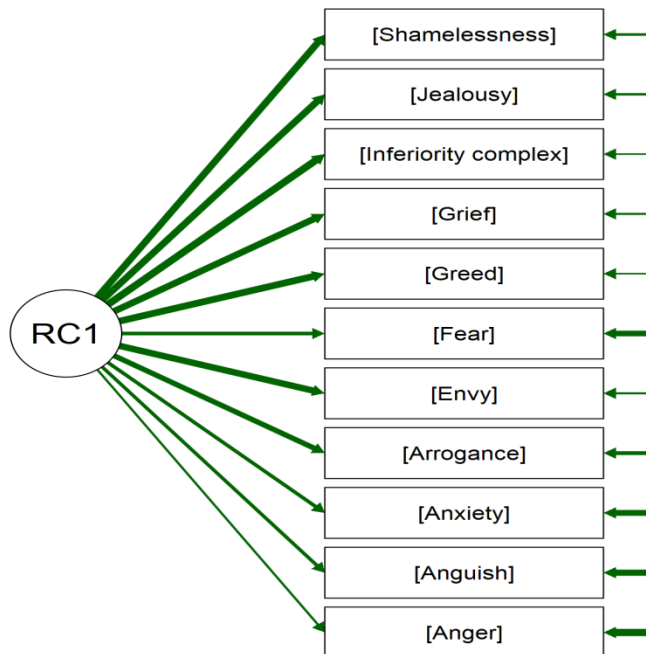 [Shamelessness]
[Jealousy]
[Inferiority complex]
[Grief]
[Greed]
RC1
[Fear]
[Envy]
[Arrogance]
[Anxiety]
[Anguish]
[Anger]